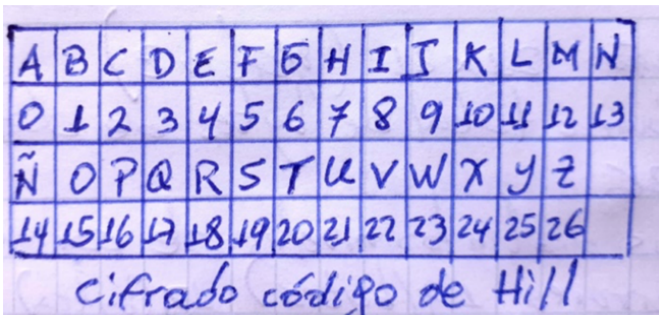 A B C D E F G H I J K L M N
0 1 2 3 4 5 6 7 8 9 10 11 12 13
Ñ O P Q R S T U V W X Y Z
14 15 16 17 18 19 20 21 22 23 24 25 26
Cifrado código de Hill